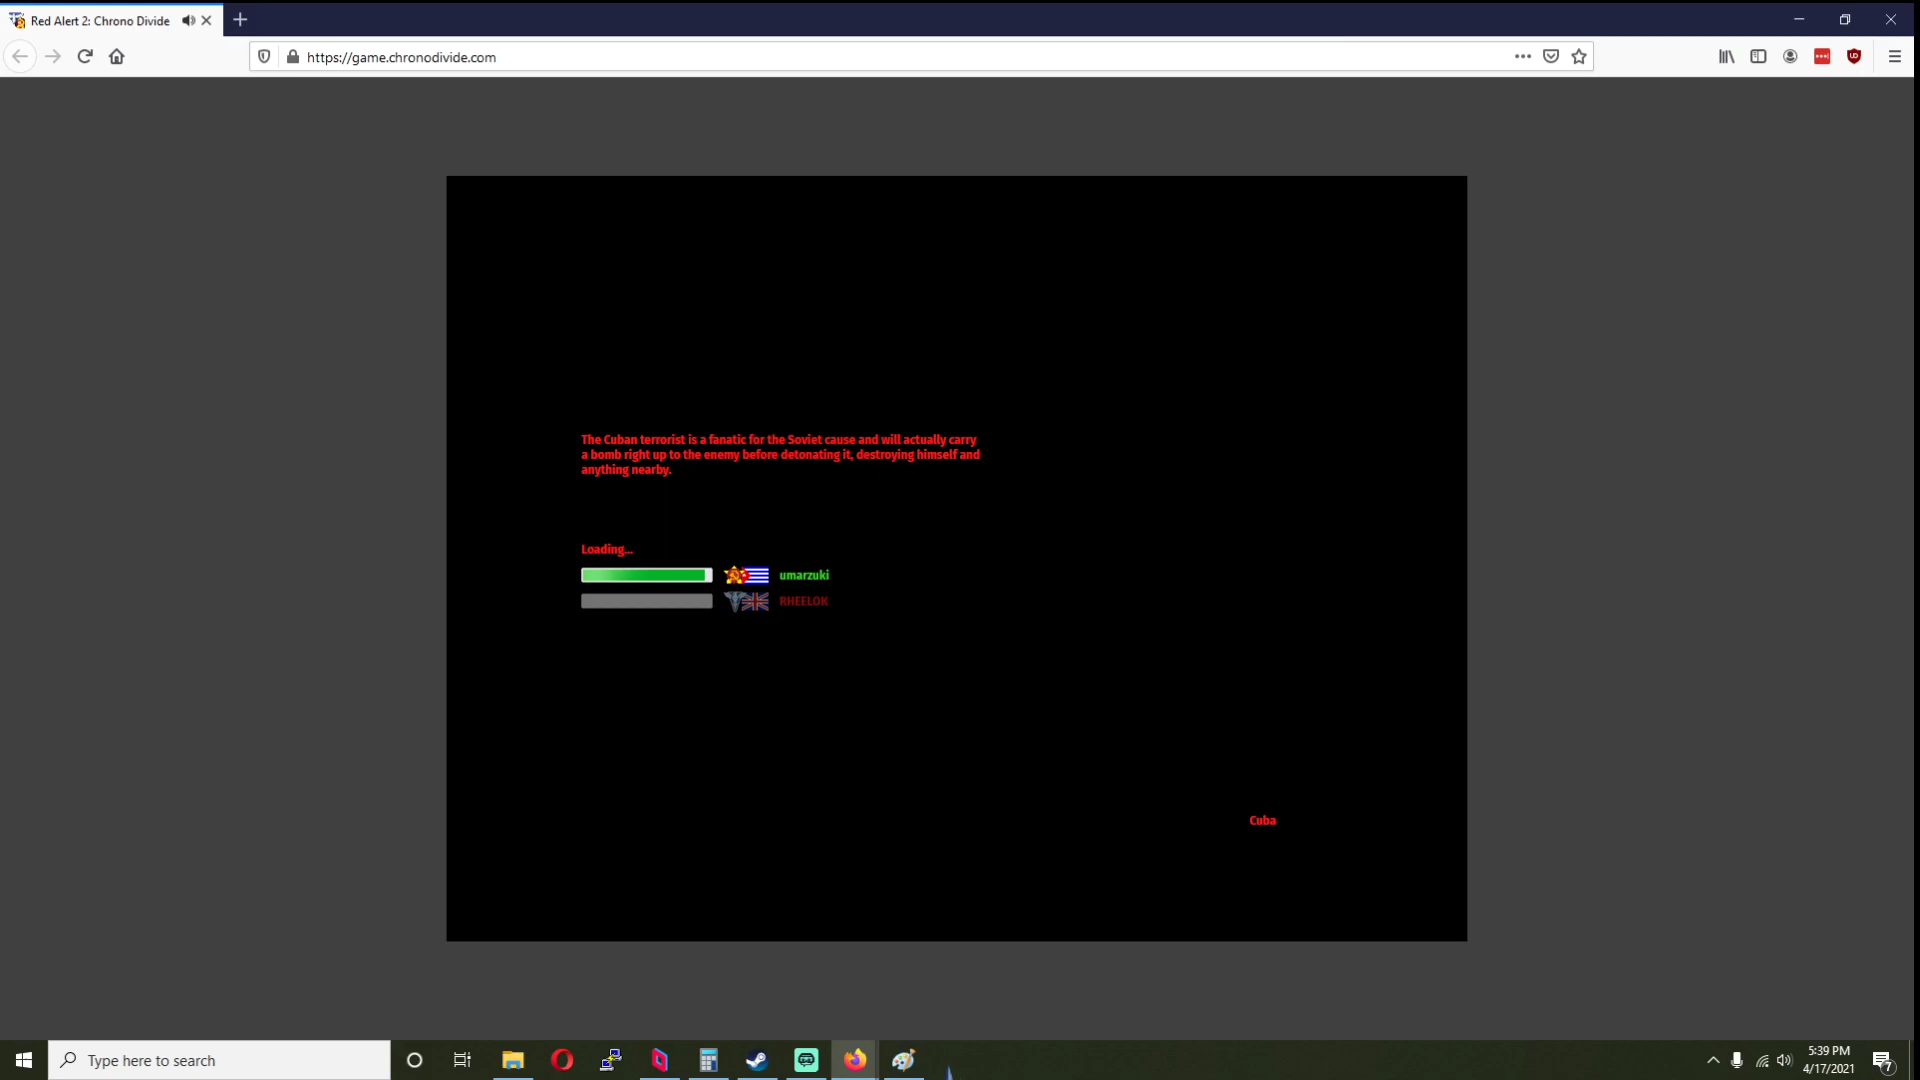 Red Alert 2: Chrono Divide
https://game.chronodivide.com
The Cuban terrorist is a fanatic for the Soviet cause and will actually carry
a bomb right up to the enemy before detonating it, destroying himself and
anything nearby.
Loading...
umarzuki
RHEELOK
Cuba
Type here to search
5:39 PM
4/17/2021
7